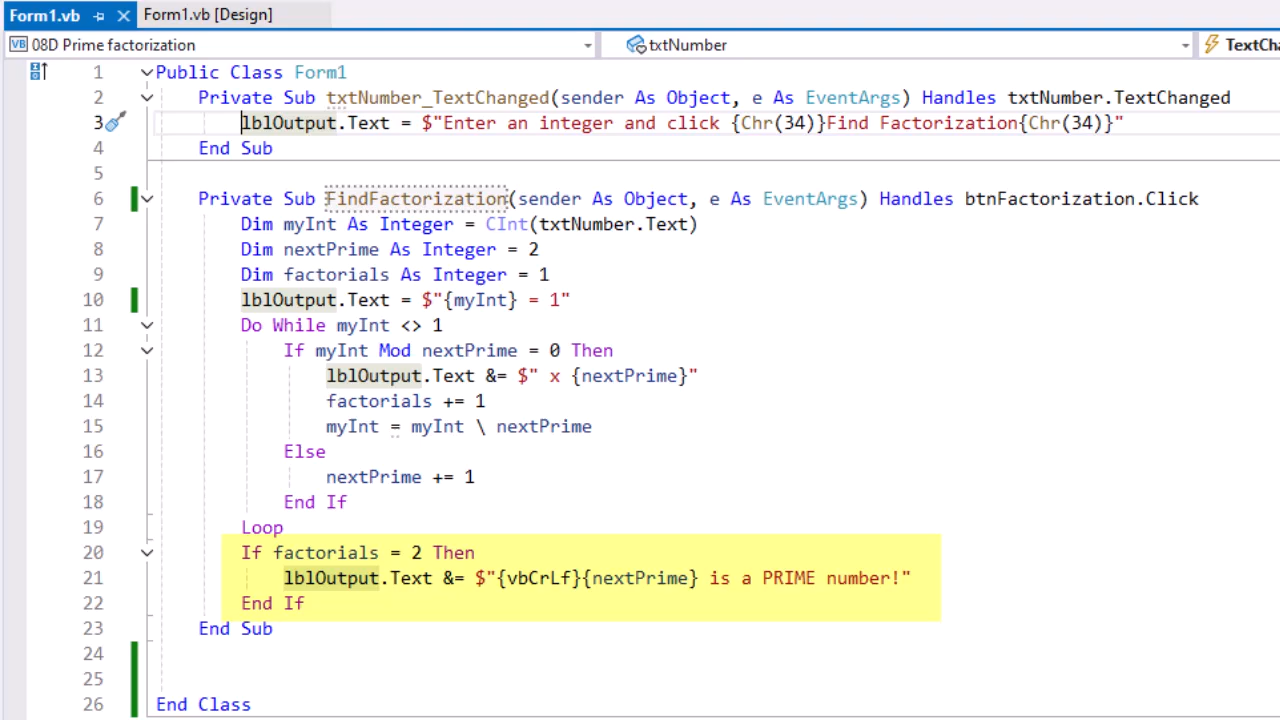 Form1.vb
Form1.vb [Design]
VB 08D Prime factorization
txtNumber
TextCha
1 Public Class Form1
2 Private Sub txtNumber_TextChanged(sender As Object, e As EventArgs) Handles txtNumber.TextChanged
3 lblOutput.Text = $"Enter an integer and click {Chr(34)}Find Factorization{Chr(34)}"
4 End Sub
5
6 Private Sub FindFactorization(sender As Object, e As EventArgs) Handles btnFactorization.Click
7 Dim myInt As Integer = CInt(txtNumber.Text)
8 Dim nextPrime As Integer = 2
9 Dim factorials As Integer = 1
10 lblOutput.Text = $"{myInt} = 1"
11 Do While myInt <> 1
12 If myInt Mod nextPrime = 0 Then
13 lblOutput.Text &= $" x {nextPrime}"
14 factorials += 1
15 myInt = myInt \ nextPrime
16 Else
17 nextPrime += 1
18 End If
19 Loop
20 If factorials = 2 Then
21 lblOutput.Text &= $"{vbCrLf}{nextPrime} is a PRIME number!"
22 End If
23 End Sub
24
25
26 End Class